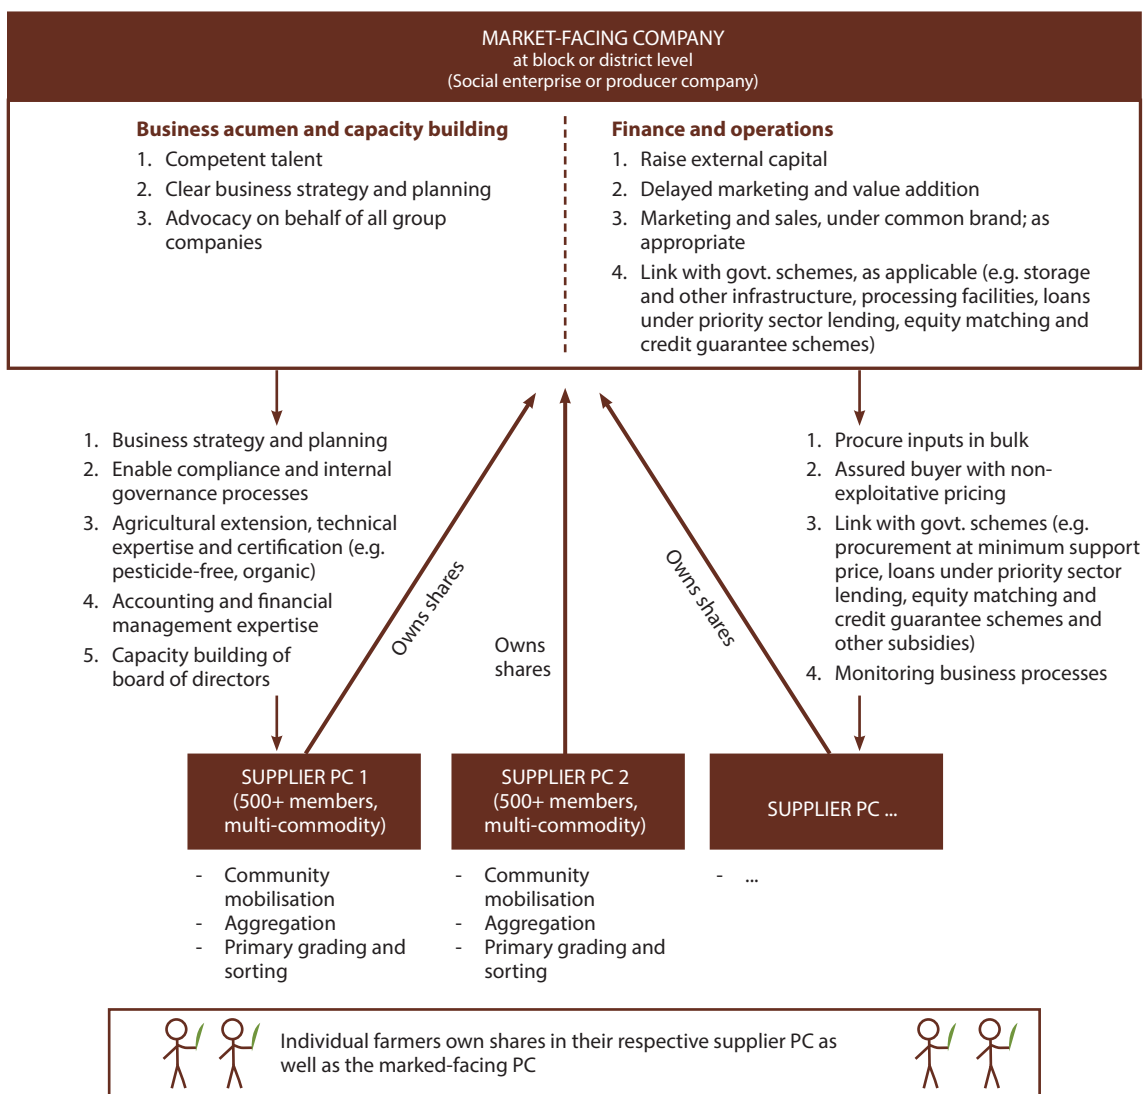 MARKET-FACING COMPANY
at block or district level
(Social enterprise or producer company)
Business acumen and capacity building
1. Competent talent
2. Clear business strategy and planning
3. Advocacy on behalf of all group
companies
Finance and operations
1. Raise external capital
2. Delayed marketing and value addition
3. Marketing and sales, under common brand; as
appropriate
4. Link with govt. schemes, as applicable (e.g. storage
and other infrastructure, processing facilities, loans
under priority sector lending, equity matching and
credit guarantee schemes)
1. Business strategy and planning
2. Enable compliance and internal
governance processes
3. Agricultural extension, technical
expertise and certification (e.g.
pesticide-free, organic)
4. Accounting and financial
management expertise
5. Capacity building of
board of directors
Owns shares
Owns
shares
Owns shares
1. Procure inputs in bulk
2. Assured buyer with non-
exploitative pricing
3. Link with govt. schemes (e.g.
procurement at minimum support
price, loans under priority sector
lending, equity matching and
credit guarantee schemes and
other subsidies)
4. Monitoring business processes
SUPPLIER PC 1
(500+ members,
multi-commodity)
- Community
mobilisation
- Aggregation
- Primary grading and
sorting
SUPPLIER PC 2
(500+ members,
multi-commodity)
- Community
mobilisation
- Aggregation
- Primary grading and
sorting
SUPPLIER PC ...
- ...
Individual farmers own shares in their respective supplier PC as
well as the marked-facing PC